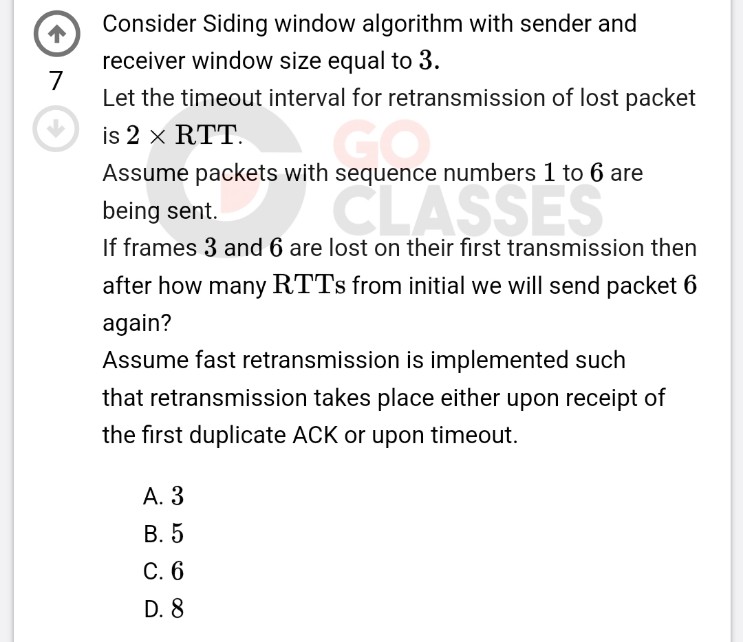 Consider Siding window algorithm with sender and
receiver window size equal to 3.
7
Let the timeout interval for retransmission of lost packet
is 2 × RTT.
GO
CLASSES
Assume packets with sequence numbers 1 to 6 are
being sent.
If frames 3 and 6 are lost on their first transmission then
after how many RTTs from initial we will send packet 6
again?
Assume fast retransmission is implemented such
that retransmission takes place either upon receipt of
the first duplicate ACK or upon timeout.
A. 3
B. 5
C. 6
D. 8